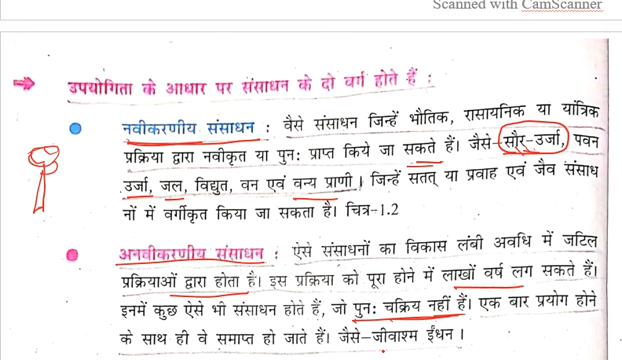 Scanned with CamScanner
उपयोगिता के आधार पर संसाधन के दो वर्ग होते हैं :
नवीकरणीय संसाधन : वैसे संसाधन जिन्हें भौतिक, रासायनिक या यांत्रिक
प्रक्रिया द्वारा नवीकृत या पुन: प्राप्त किये जा सकते हैं। जैसे-सौर-उर्जा, पवन
उर्जा, जल, विद्युत, वन एवं वन्य प्राणी। जिन्हें सतत् या प्रवाह एवं जैव संसाध
नों में वर्गीकृत किया जा सकता है। चित्र-1.2
अनवीकरणीय संसाधन : ऐसे संसाधनों का विकास लंबी अवधि में जटिल
प्रक्रियाओं द्वारा होता है। इस प्रक्रिया को पूरा होने में लाखों वर्ष लग सकते हैं।
इनमें कुछ ऐसे भी संसाधन होते हैं, जो पुन: चक्रिय नहीं हैं। एक बार प्रयोग होने
के साथ ही वे समाप्त हो जाते हैं। जैसे-जीवाश्म ईंधन।